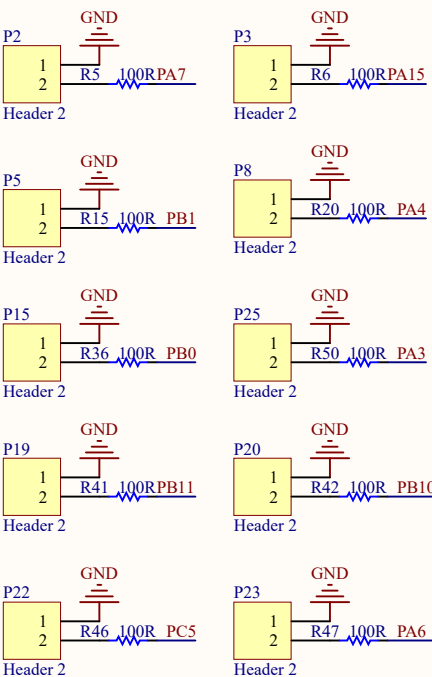 GND
P2
1
2
R5 100R PA7
Header 2
GND
P3
1
2
R6 100R PA15
Header 2
GND
P5
1
2
R15 100R PB1
Header 2
GND
P8
1
2
R20 100R PA4
Header 2
GND
P15
1
2
R36 100R PB0
Header 2
GND
P25
1
2
R50 100R PA3
Header 2
GND
P19
1
2
R41 100R PB11
Header 2
GND
P20
1
2
R42 100R PB10
Header 2
GND
P22
1
2
R46 100R PC5
Header 2
GND
P23
1
2
R47 100R PA6
Header 2